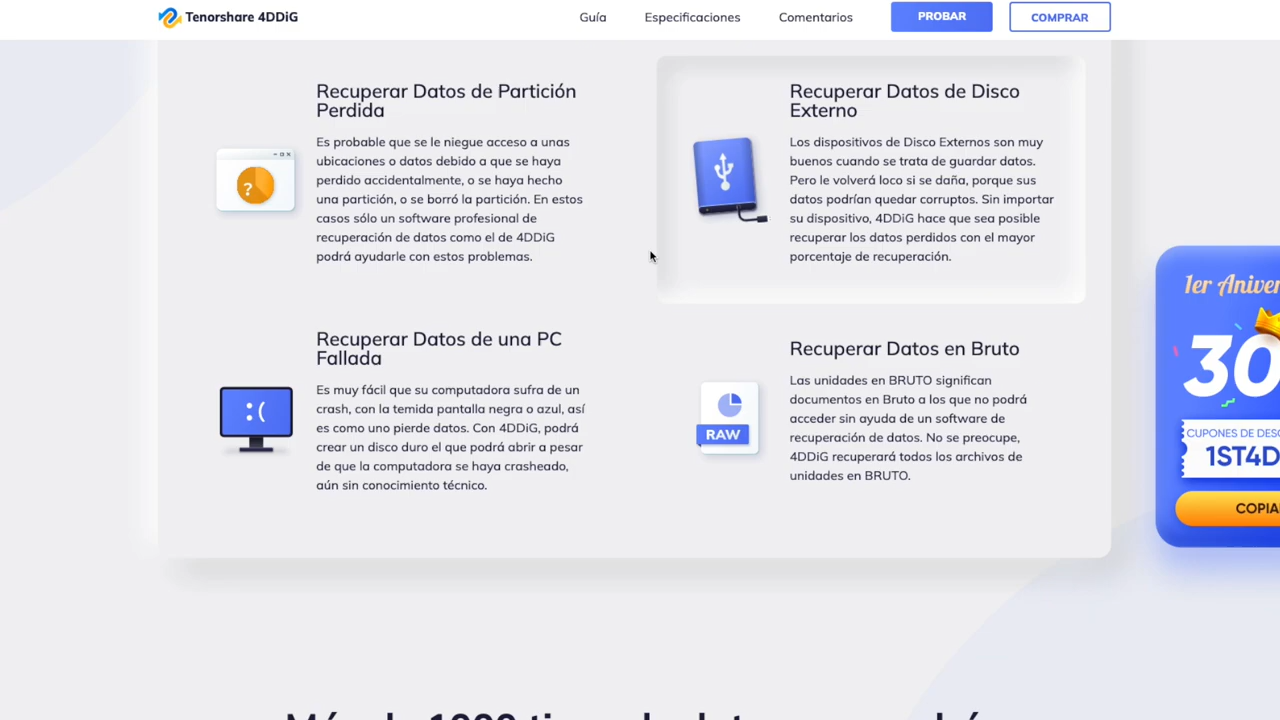 Tenorshare 4DDiG
Guía
Especificaciones
Comentarios
PROBAR
COMPRAR
Recuperar Datos de Partición
Perdida
Es probable que se le niegue acceso a unas
ubicaciones o datos debido a que se haya
perdido accidentalmente, o se haya hecho
una partición, o se borró la partición. En estos
casos sólo un software profesional de
recuperación de datos como el de 4DDiG
podrá ayudarle con estos problemas.
Recuperar Datos de Disco
Externo
Los dispositivos de Disco Externos son muy
buenos cuando se trata de guardar datos.
Pero le volverá loco si se daña, porque sus
datos podrían quedar corruptos. Sin importar
su dispositivo, 4DDiG hace que sea posible
recuperar los datos perdidos con el mayor
porcentaje de recuperación.
Recuperar Datos de una PC
Fallada
Es muy fácil que su computadora sufra de un
crash, con la temida pantalla negra o azul, así
es como uno pierde datos. Con 4DDiG, podrá
crear un disco duro el que podrá abrir a pesar
de que la computadora se haya crasheado,
aún sin conocimiento técnico.
RAW
Recuperar Datos en Bruto
Las unidades en BRUTO significan
documentos en Bruto a los que no podrá
acceder sin ayuda de un software de
recuperación de datos. No se preocupe,
4DDiG recuperará todos los archivos de
unidades en BRUTO.
1er Aniver
30
CUPONES DE DESC
1ST4D
COPIA